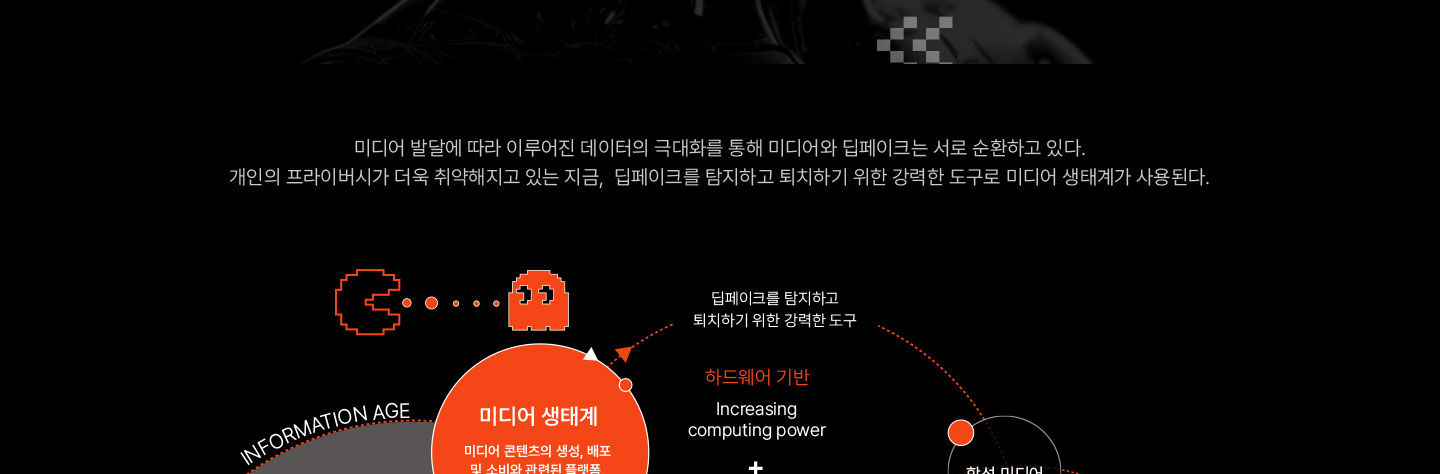 미디어 발달에 따라 이루어진 데이터의 극대화를 통해 미디어와 딥페이크는 서로 순환하고 있다.
개인의 프라이버시가 더욱 취약해지고 있는 지금, 딥페이크를 탐지하고 퇴치하기 위한 강력한 도구로 미디어 생태계가 사용된다.
딥페이크를 탐지하고
퇴치하기 위한 강력한 도구
하드웨어 기반
Increasing
computing power
+
INFORMATION AGE
미디어 생태계
미디어 콘텐츠의 생성, 배포
및 소비와 관련된 플랫폼
합성 미디어